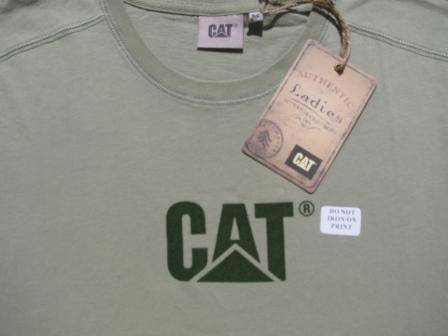 CAT
AUTHENTIC
Ladies
CAT
CAT®
DO NOT
IRON ON
PRINT